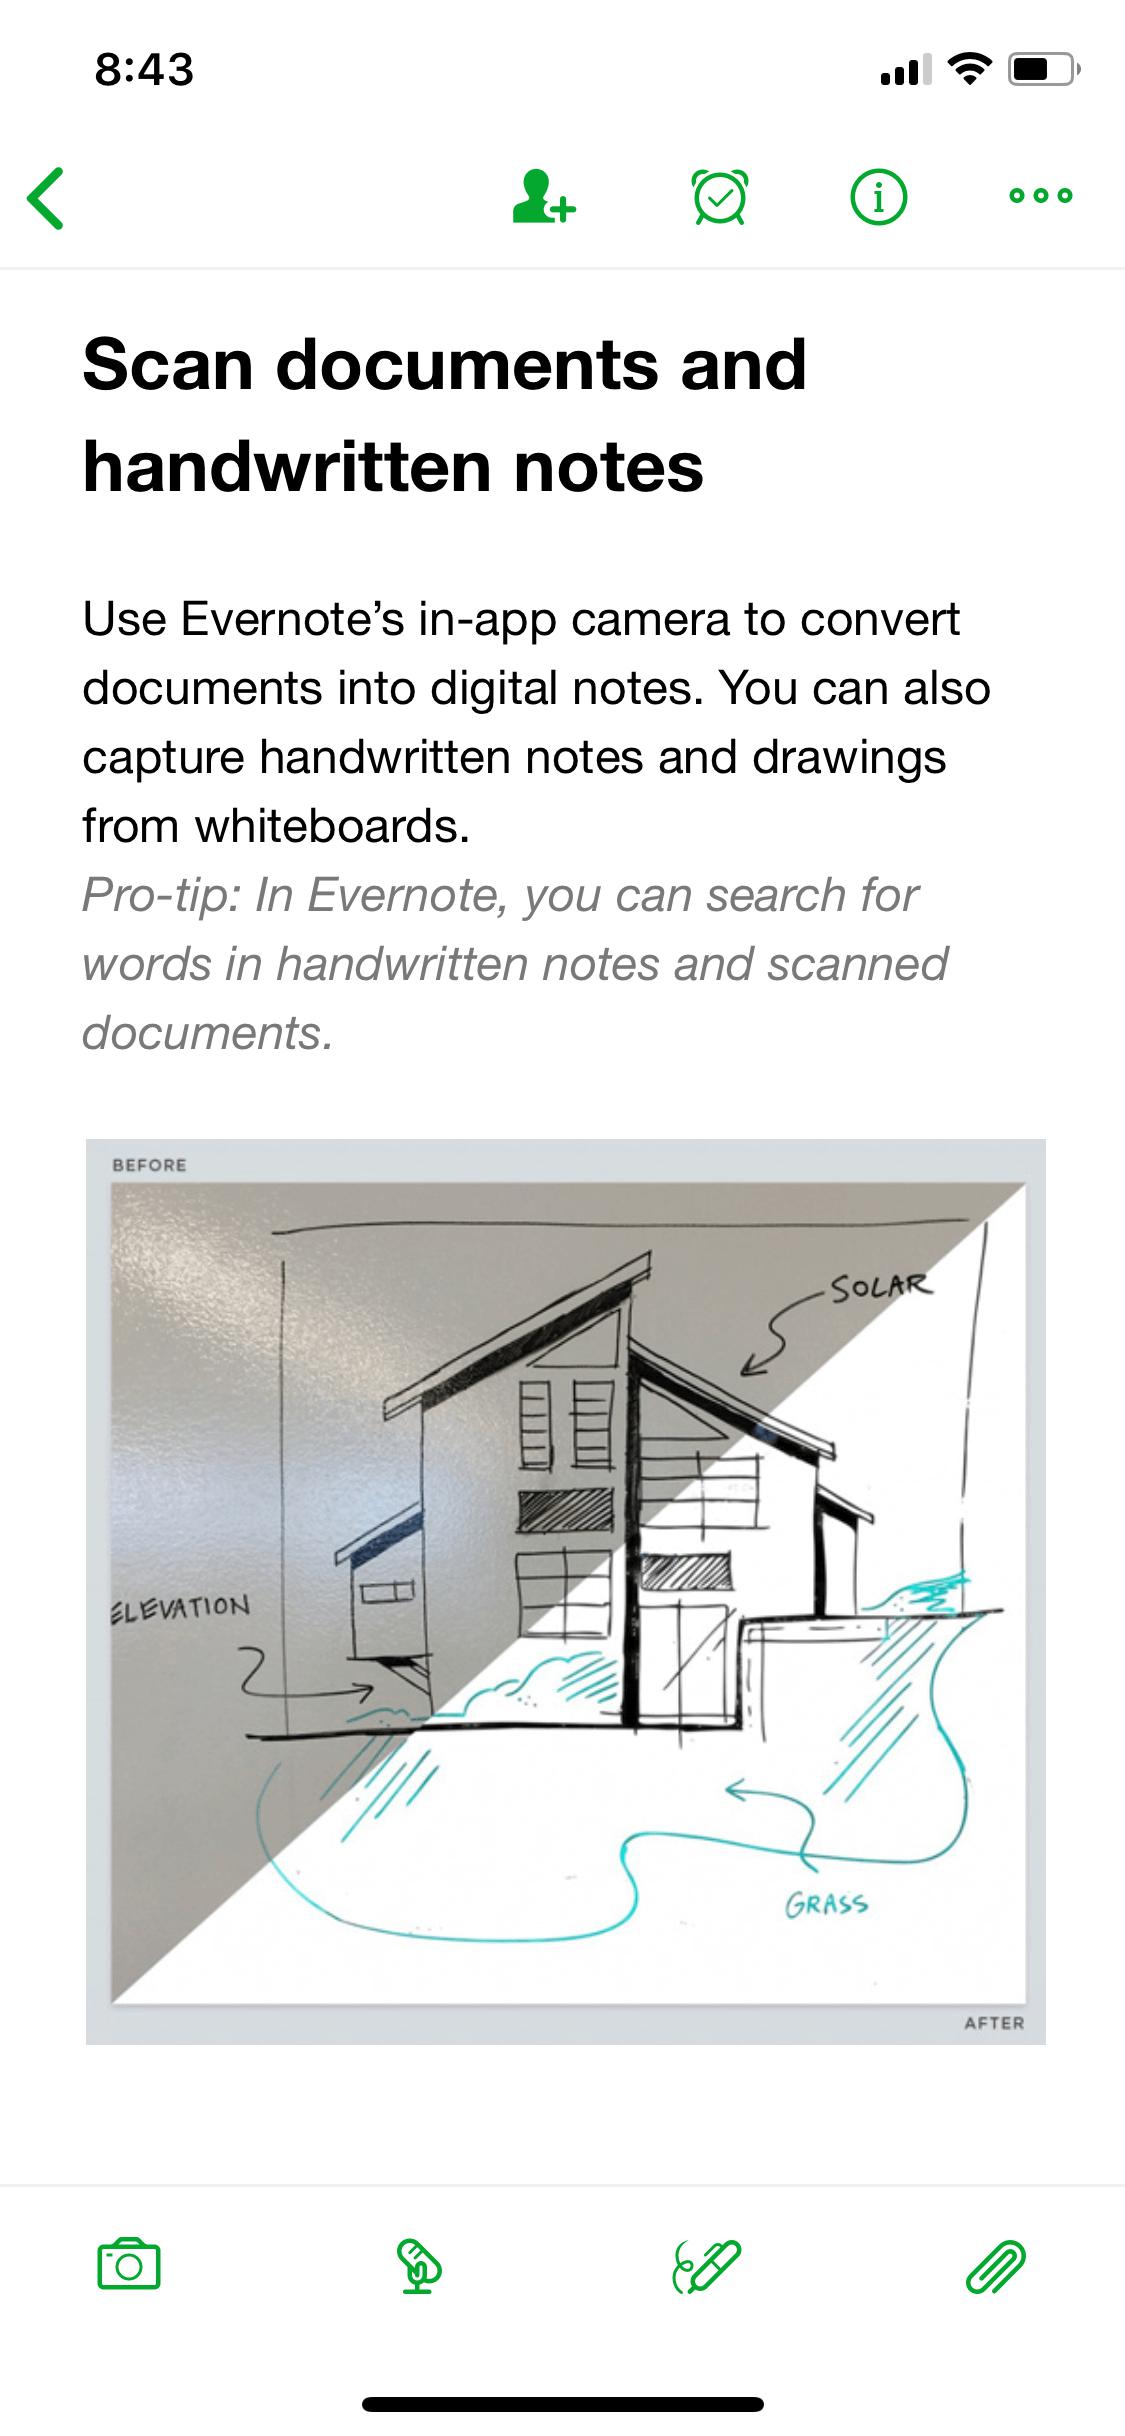 8:43
Scan documents and
handwritten notes
Use Evernote’s in-app camera to convert
documents into digital notes. You can also
capture handwritten notes and drawings
from whiteboards.
Pro-tip: In Evernote, you can search for
words in handwritten notes and scanned
documents.
BEFORE
SOLAR
ELEVATION
GRASS
AFTER